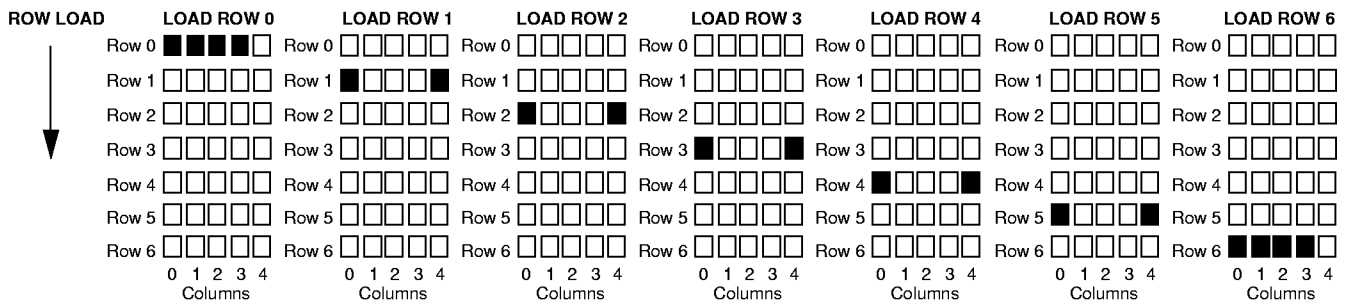 ROW LOAD LOAD ROW 0 LOAD ROW 1 LOAD ROW 2 LOAD ROW 3 LOAD ROW 4 LOAD ROW 5 LOAD ROW 6
Row 0 Row 0 Row 0 Row 0 Row 0 Row 0 Row 0
Row 1 Row 1 Row 1 Row 1 Row 1 Row 1 Row 1
Row 2 Row 2 Row 2 Row 2 Row 2 Row 2 Row 2
Row 3 Row 3 Row 3 Row 3 Row 3 Row 3 Row 3
Row 4 Row 4 Row 4 Row 4 Row 4 Row 4 Row 4
Row 5 Row 5 Row 5 Row 5 Row 5 Row 5 Row 5
Row 6 Row 6 Row 6 Row 6 Row 6 Row 6 Row 6
0 1 2 3 4 0 1 2 3 4 0 1 2 3 4 0 1 2 3 4 0 1 2 3 4 0 1 2 3 4 0 1 2 3 4
Columns Columns Columns Columns Columns Columns Columns